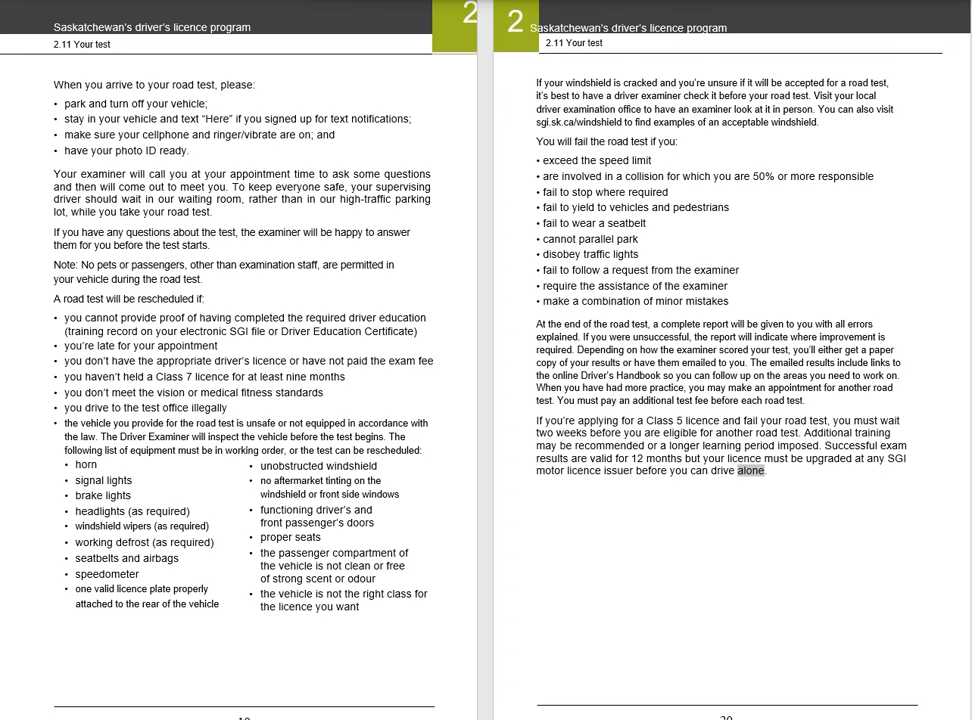 Saskatchewan's driver's licence program
2
2.11 Your test
When you arrive to your road test, please:
• park and turn off your vehicle;
• stay in your vehicle and text “Here” if you signed up for text notifications;
• make sure your cellphone and ringer/vibrate are on; and
• have your photo ID ready.
Your examiner will call you at your appointment time to ask some questions
and then will come out to meet you. To keep everyone safe, your supervising
driver should wait in our waiting room, rather than in our high-traffic parking
lot, while you take your road test.
If you have any questions about the test, the examiner will be happy to answer
them for you before the test starts.
Note: No pets or passengers, other than examination staff, are permitted in
your vehicle during the road test.
A road test will be rescheduled if:
• you cannot provide proof of having completed the required driver education
(training record on your electronic SGI file or Driver Education Certificate)
• you're late for your appointment
• you don't have the appropriate driver's licence or have not paid the exam fee
• you haven't held a Class 7 licence for at least nine months
• you don't meet the vision or medical fitness standards
• you drive to the test office illegally
• the vehicle you provide for the road test is unsafe or not equipped in accordance with
the law. The Driver Examiner will inspect the vehicle before the test begins. The
following list of equipment must be in working order, or the test can be rescheduled:
• horn
• signal lights
• brake lights
• headlights (as required)
• windshield wipers (as required)
• working defrost (as required)
• seatbelts and airbags
• speedometer
• one valid licence plate properly
attached to the rear of the vehicle
• unobstructed windshield
• no aftermarket tinting on the
windshield or front side windows
• functioning driver's and
front passenger's doors
• proper seats
• the passenger compartment of
the vehicle is not clean or free
of strong scent or odour
• the vehicle is not the right class for
the licence you want
2
Saskatchewan's driver's licence program
2.11 Your test
If your windshield is cracked and you're unsure if it will be accepted for a road test,
it's best to have a driver examiner check it before your road test. Visit your local
driver examination office to have an examiner look at it in person. You can also visit
sgi.sk.ca/windshield to find examples of an acceptable windshield.
You will fail the road test if you:
• exceed the speed limit
• are involved in a collision for which you are 50% or more responsible
• fail to stop where required
• fail to yield to vehicles and pedestrians
• fail to wear a seatbelt
• cannot parallel park
• disobey traffic lights
• fail to follow a request from the examiner
• require the assistance of the examiner
• make a combination of minor mistakes
At the end of the road test, a complete report will be given to you with all errors
explained. If you were unsuccessful, the report will indicate where improvement is
required. Depending on how the examiner scored your test, you'll either get a paper
copy of your results or have them emailed to you. The emailed results include links to
the online Driver's Handbook so you can follow up on the areas you need to work on.
When you have had more practice, you may make an appointment for another road
test. You must pay an additional test fee before each road test.
If you're applying for a Class 5 licence and fail your road test, you must wait
two weeks before you are eligible for another road test. Additional training
may be recommended or a longer learning period imposed. Successful exam
results are valid for 12 months but your licence must be upgraded at any SGI
motor licence issuer before you can drive alone.